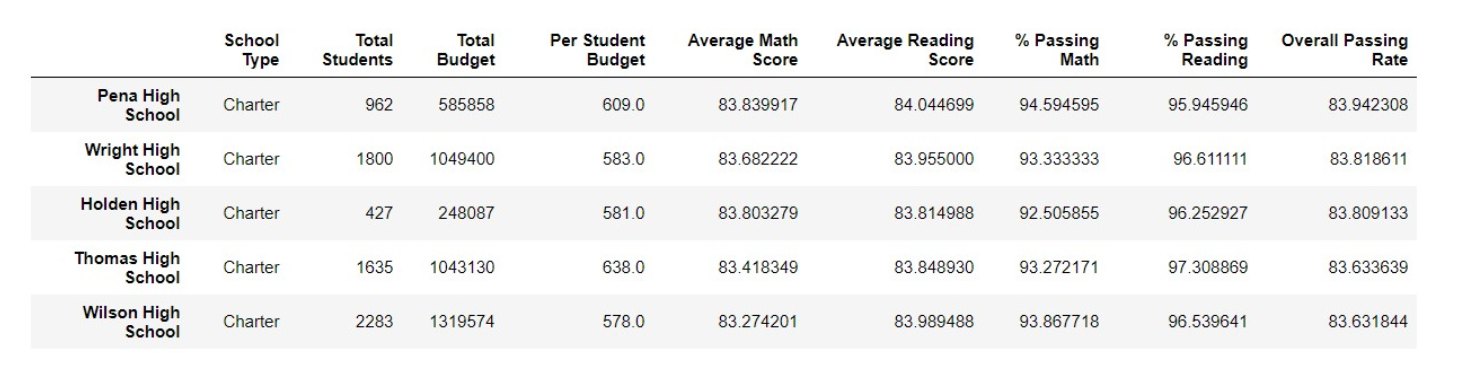 School Type Total Students Total Budget Per Student Budget Average Math Score Average Reading Score % Passing Math % Passing Reading Overall Passing Rate
Pena High School Charter 962 585858 609.0 83.839917 84.044699 94.594595 95.945946 83.942308
Wright High School Charter 1800 1049400 583.0 83.682222 83.955000 93.333333 96.611111 83.818611
Holden High School Charter 427 248087 581.0 83.803279 83.814988 92.505855 96.252927 83.809133
Thomas High School Charter 1635 1043130 638.0 83.418349 83.848930 93.272171 97.308869 83.633639
Wilson High School Charter 2283 1319574 578.0 83.274201 83.989488 93.867718 96.539641 83.631844